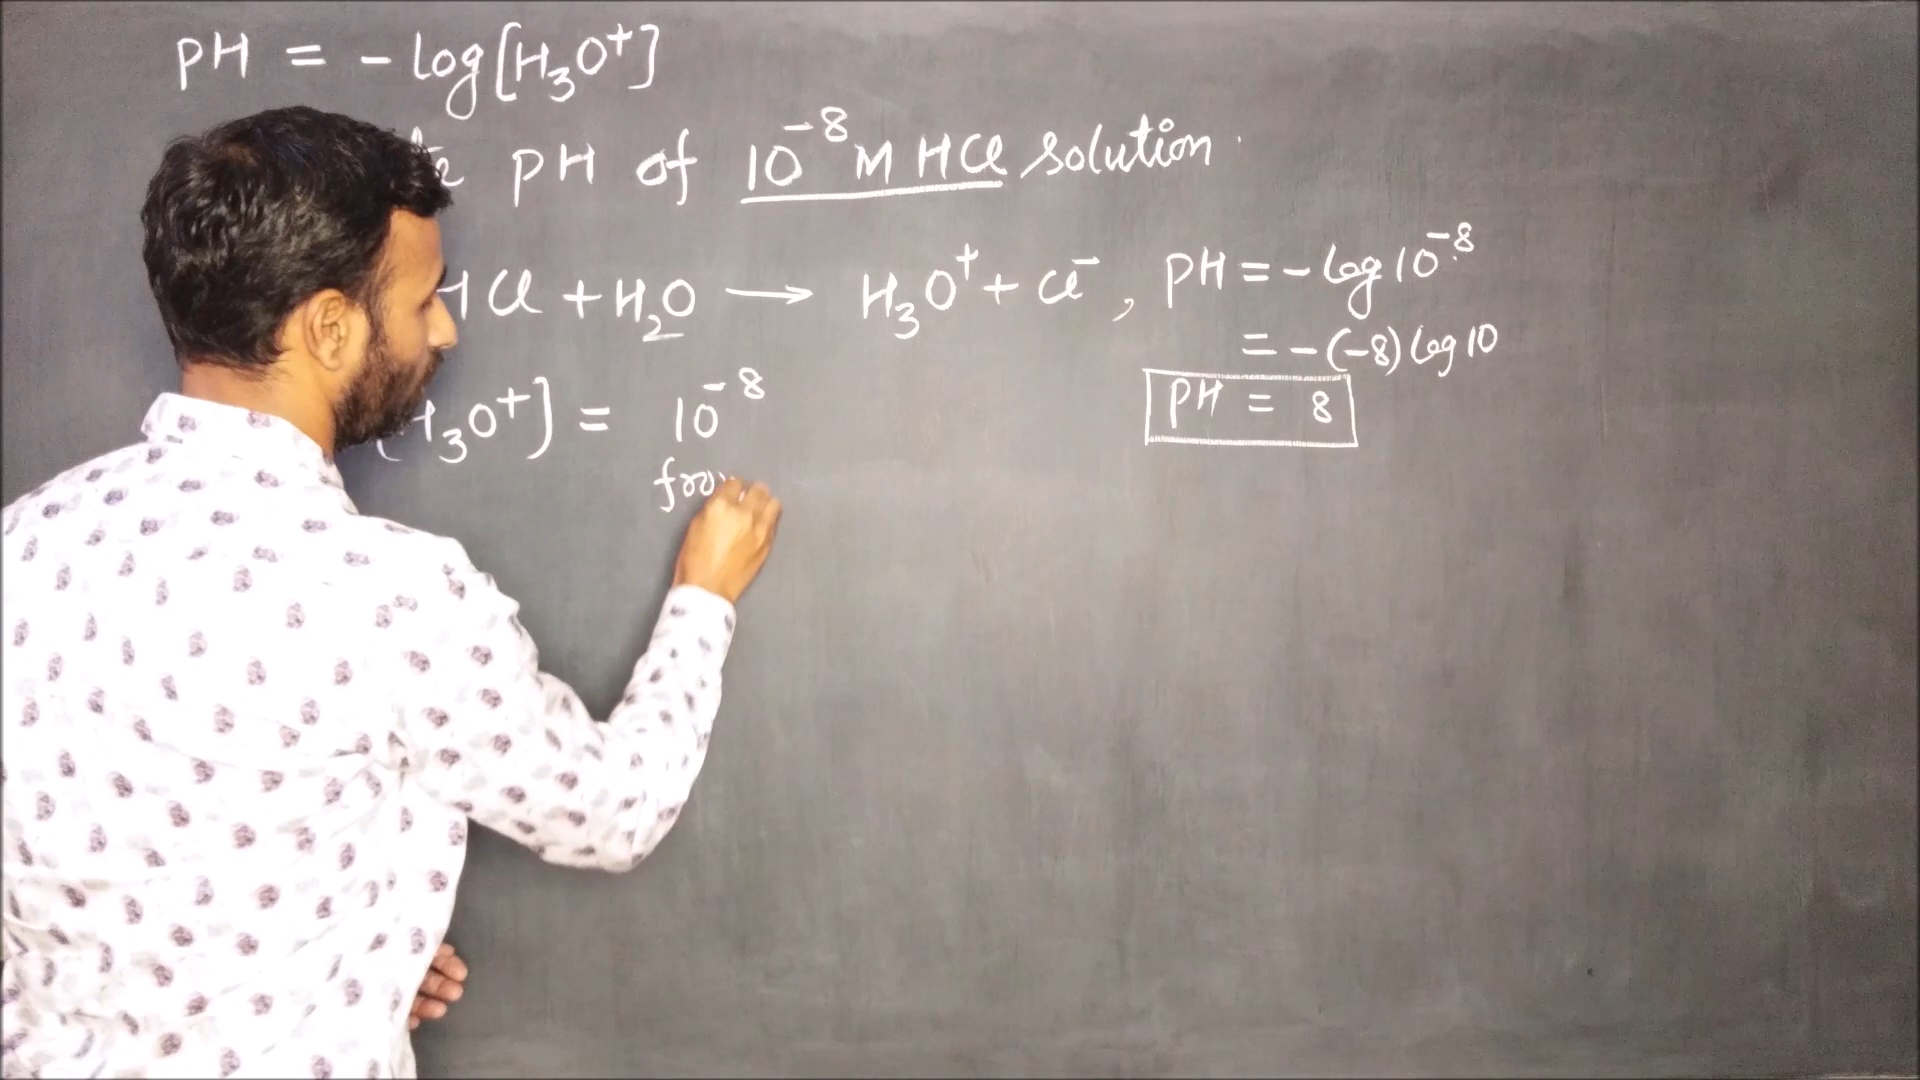 PH = - log[H₃O⁺]
PH of 10⁻⁸ M HCl solution.
HCl + H₂O ⟶ H₃O⁺ + Cl⁻, PH = - log 10⁻⁸
= - (-8) log 10
H₃O⁺] = 10⁻⁸
PH = 8